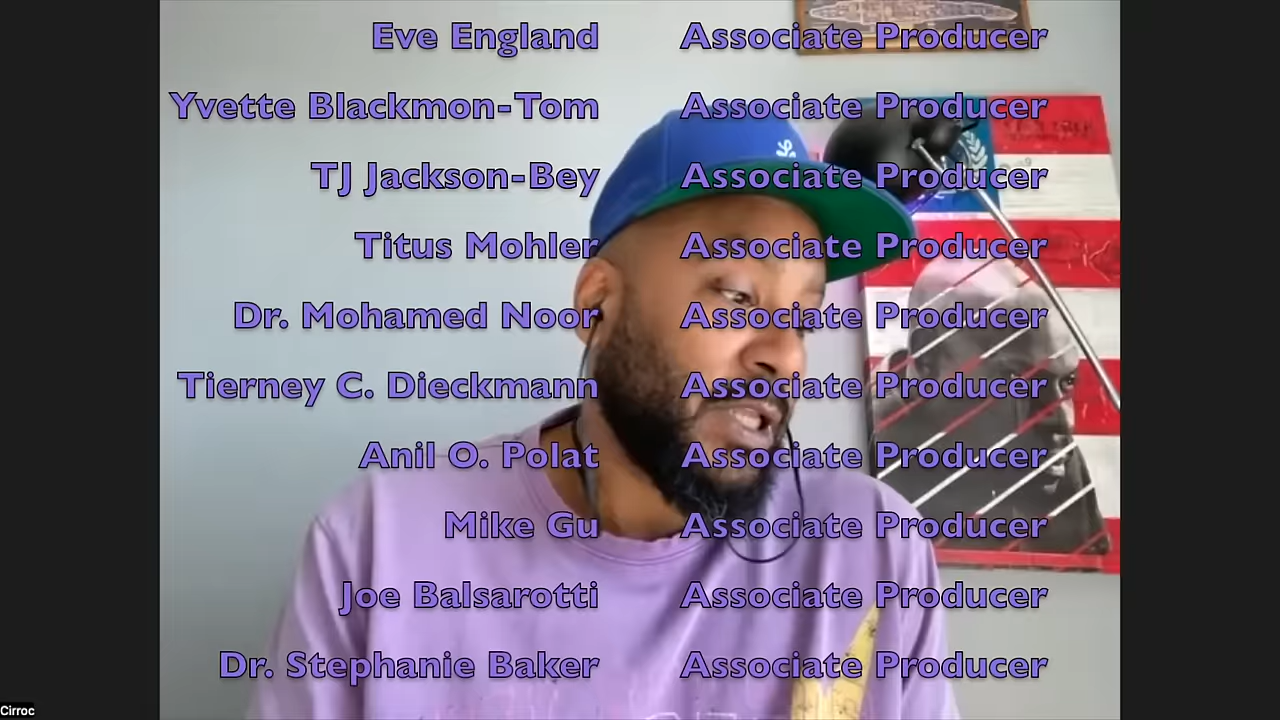 Eve England Associate Producer
Yvette Blackmon-Tom Associate Producer
TJ Jackson-Bey Associate Producer
Titus Mohler Associate Producer
Dr. Mohamed Noor Associate Producer
Tierney C. Dieckmann Associate Producer
Anil O. Polat Associate Producer
Mike Gu Associate Producer
Joe Balsarotti Associate Producer
Dr. Stephanie Baker Associate Producer
Cirroc